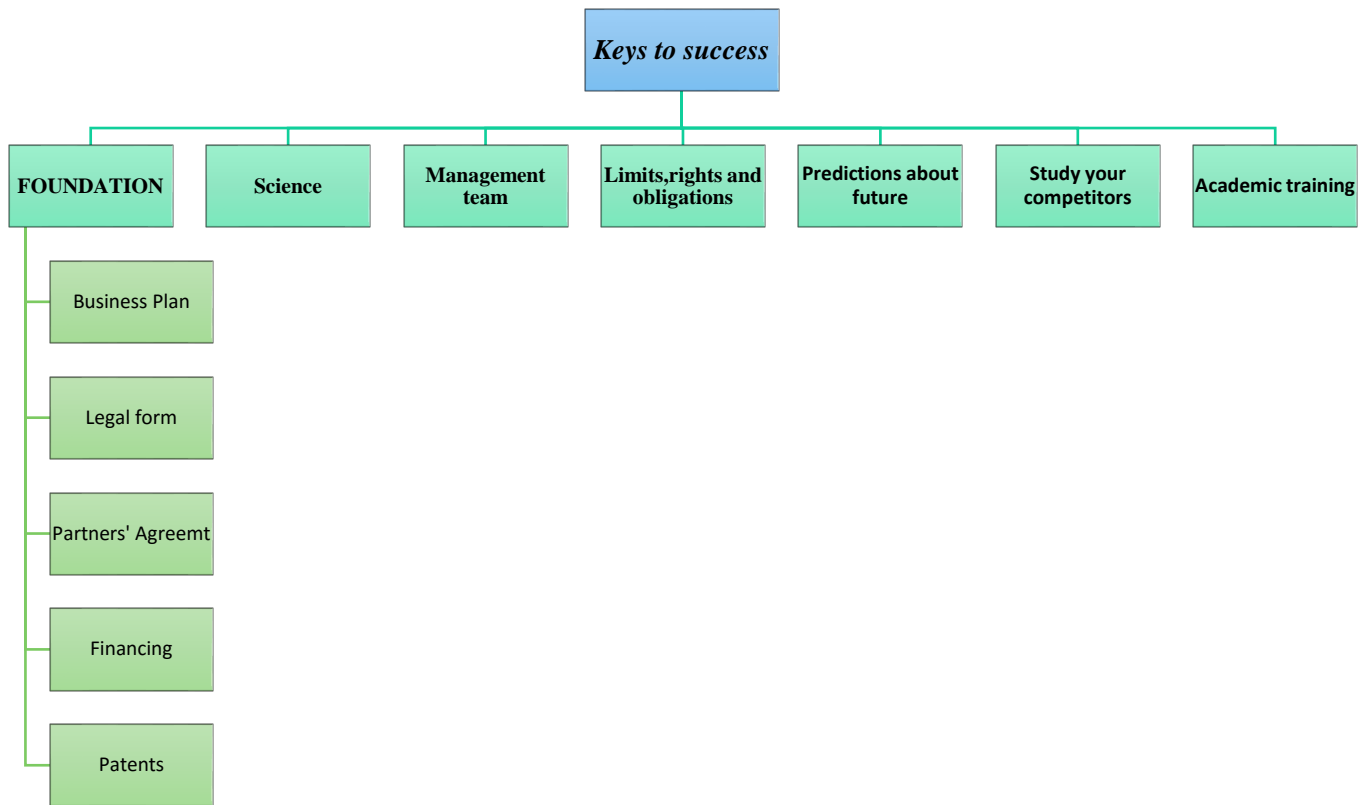 Keys to success
FOUNDATION
Science
Management
team
Limits,rights and
obligations
Predictions about
future
Study your
competitors
Academic training
Business Plan
Legal form
Partners' Agreemt
Financing
Patents